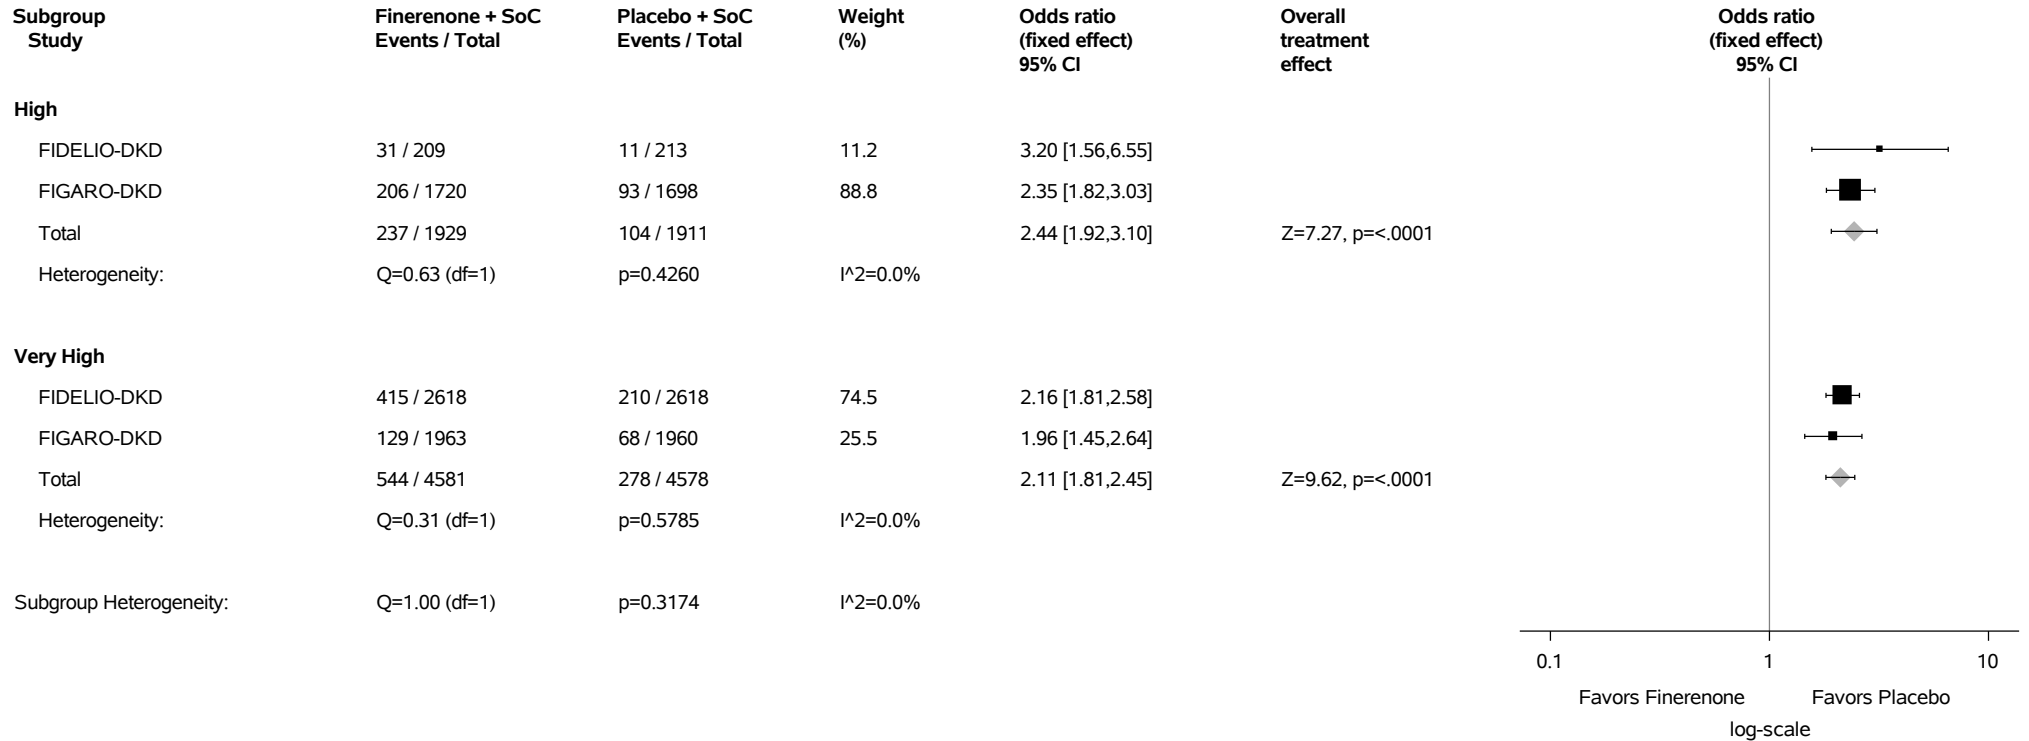 Subgroup Finerenone + SoC Placebo + SoC Weight Odds ratio Overall Odds ratio
Study Events / Total Events / Total (%) (fixed effect) treatment (fixed effect)
95% CI effect 95% CI
High
FIDELIO-DKD 31 / 209 11 / 213 11.2 3.20 [1.56,6.55]
FIGARO-DKD 206 / 1720 93 / 1698 88.8 2.35 [1.82,3.03]
Total 237 / 1929 104 / 1911 2.44 [1.92,3.10] Z=7.27, p=<.0001
Heterogeneity: Q=0.63 (df=1) p=0.4260 I^2=0.0%
Very High
FIDELIO-DKD 415 / 2618 210 / 2618 74.5 2.16 [1.81,2.58]
FIGARO-DKD 129 / 1963 68 / 1960 25.5 1.96 [1.45,2.64]
Total 544 / 4581 278 / 4578 2.11 [1.81,2.45] Z=9.62, p=<.0001
Heterogeneity: Q=0.31 (df=1) p=0.5785 I^2=0.0%
Subgroup Heterogeneity: Q=1.00 (df=1) p=0.3174 I^2=0.0%
0.1 1 10
Favors Finerenone Favors Placebo
log-scale